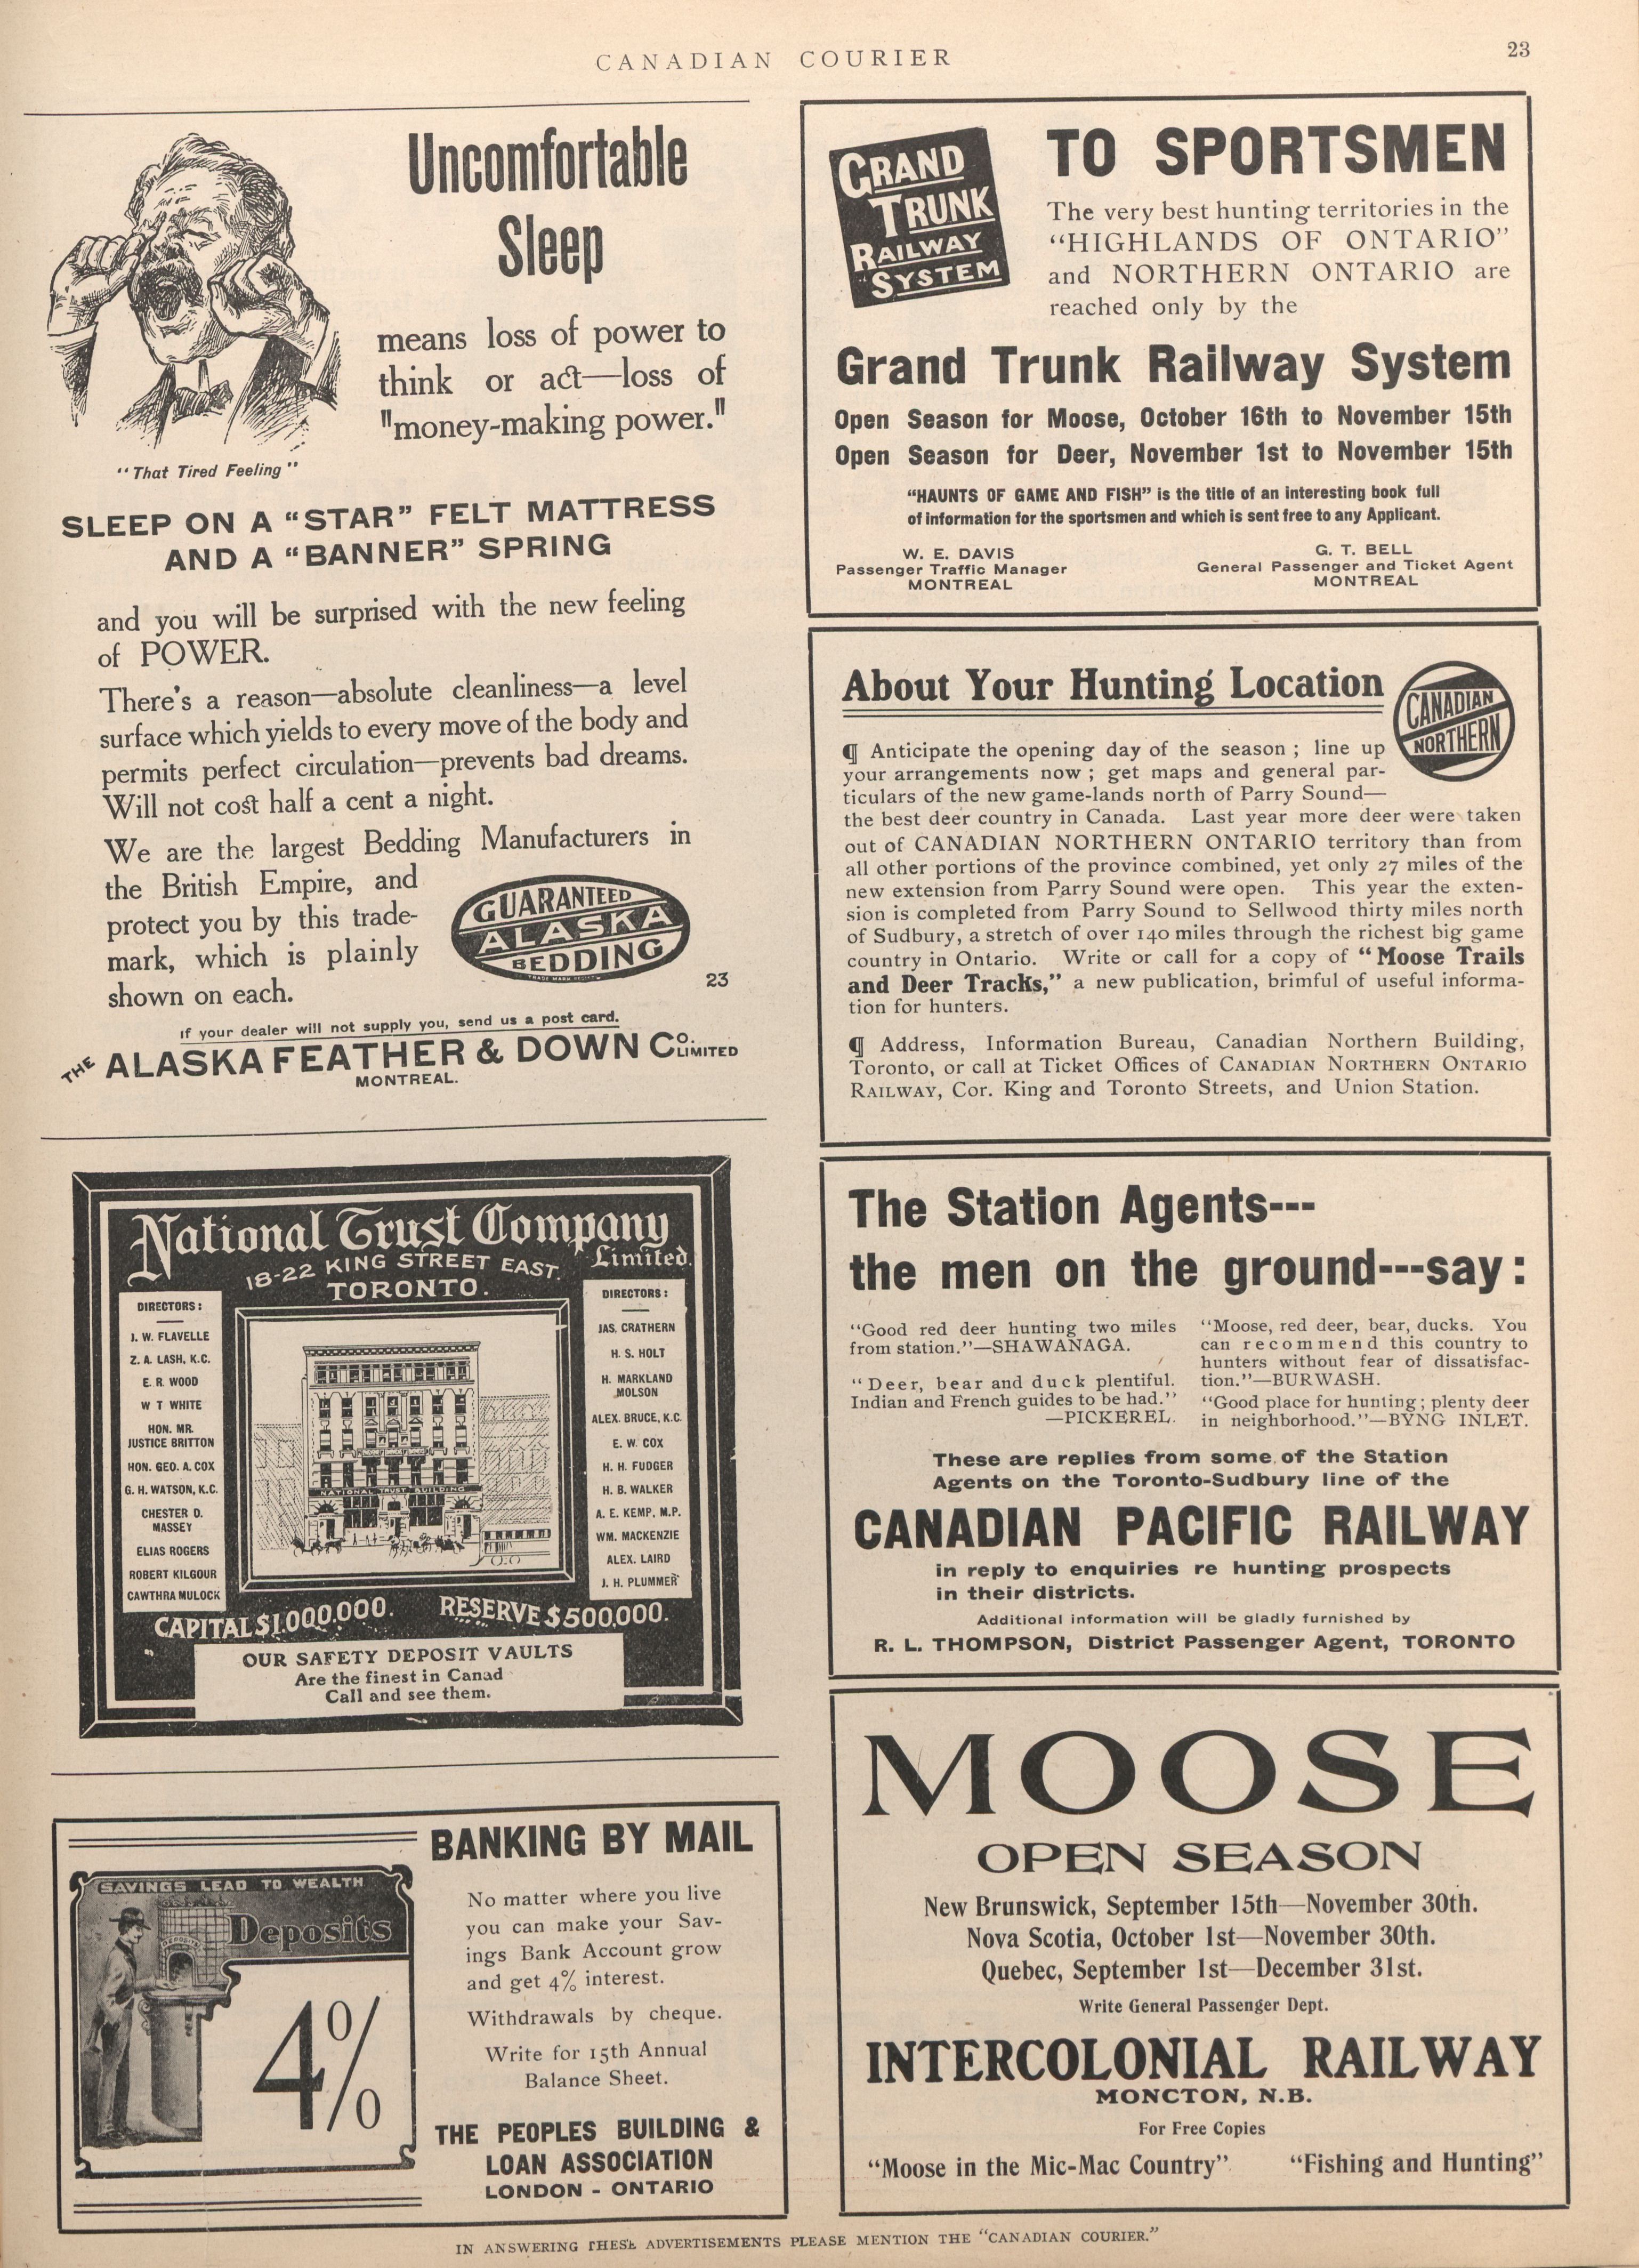 CANADIAN COURIER
23
Uncomfortable
Sleep
means loss of power to
think or act—loss of
"money-making power."
"That Tired Feeling"
SLEEP ON A "STAR" FELT MATTRESS
AND A "BANNER" SPRING
and you will be surprised with the new feeling
of POWER.
There's a reason—absolute cleanliness—a level
surface which yields to every move of the body and
permits perfect circulation—prevents bad dreams.
Will not cost half a cent a night.
We are the largest Bedding Manufacturers in
the British Empire, and
protect you by this trade-
mark, which is plainly
shown on each.
GUARANTEED
ALASKA
BEDDING
23
If your dealer will not supply you, send us a post card.
THE ALASKA FEATHER & DOWN CO. LIMITED
MONTREAL.
National Trust Company
Limited.
18-22 KING STREET EAST.
TORONTO.
DIRECTORS:
J. W. FLAVELLE
Z. A. LASH, K.C.
E. R. WOOD
W T WHITE
HON. MR.
JUSTICE BRITTON
HON. GEO. A. COX
G. H. WATSON, K.C.
CHESTER D.
MASSEY
ELIAS ROGERS
ROBERT KILGOUR
CAWTHRA MULOCK
NATIONAL TRUST BUILDING
DIRECTORS:
JAS. CRATHERN
H. S. HOLT
H. MARKLAND
MOLSON
ALEX. BRUCE, K.C.
E. W. COX
H. H. FUDGER
H. B. WALKER
A. E. KEMP, M.P.
WM. MACKENZIE
ALEX. LAIRD
J. H. PLUMMER
CAPITAL $1.000.000. RESERVE $500,000.
OUR SAFETY DEPOSIT VAULTS
Are the finest in Canad
Call and see them.
SAVINGS LEAD TO WEALTH
Deposits
DEPOSITS
4%
BANKING BY MAIL
No matter where you live
you can make your Sav-
ings Bank Account grow
and get 4% interest.
Withdrawals by cheque.
Write for 15th Annual
Balance Sheet.
THE PEOPLES BUILDING &
LOAN ASSOCIATION
LONDON - ONTARIO
GRAND
TRUNK
RAILWAY
SYSTEM
TO SPORTSMEN
The very best hunting territories in the
"HIGHLANDS OF ONTARIO"
and NORTHERN ONTARIO are
reached only by the
Grand Trunk Railway System
Open Season for Moose, October 16th to November 15th
Open Season for Deer, November 1st to November 15th
"HAUNTS OF GAME AND FISH" is the title of an interesting book full
of information for the sportsmen and which is sent free to any Applicant.
W. E. DAVIS
Passenger Traffic Manager
MONTREAL
G. T. BELL
General Passenger and Ticket Agent
MONTREAL
About Your Hunting Location
CANADIAN
NORTHERN
¶ Anticipate the opening day of the season; line up
your arrangements now; get maps and general par-
ticulars of the new game-lands north of Parry Sound—
the best deer country in Canada. Last year more deer were taken
out of CANADIAN NORTHERN ONTARIO territory than from
all other portions of the province combined, yet only 27 miles of the
new extension from Parry Sound were open. This year the exten-
sion is completed from Parry Sound to Sellwood thirty miles north
of Sudbury, a stretch of over 140 miles through the richest big game
country in Ontario. Write or call for a copy of "Moose Trails
and Deer Tracks," a new publication, brimful of useful informa-
tion for hunters.
¶ Address, Information Bureau, Canadian Northern Building,
Toronto, or call at Ticket Offices of CANADIAN NORTHERN ONTARIO
RAILWAY, Cor. King and Toronto Streets, and Union Station.
The Station Agents---
the men on the ground---say:
"Good red deer hunting two miles
from station."—SHAWANAGA.
"Deer, bear and duck plentiful.
Indian and French guides to be had."
—PICKEREL.
"Moose, red deer, bear, ducks. You
can recommend this country to
hunters without fear of dissatisfac-
tion."—BURWASH.
"Good place for hunting; plenty deer
in neighborhood."—BYNG INLET.
These are replies from some of the Station
Agents on the Toronto-Sudbury line of the
CANADIAN PACIFIC RAILWAY
in reply to enquiries re hunting prospects
in their districts.
Additional information will be gladly furnished by
R. L. THOMPSON, District Passenger Agent, TORONTO
MOOSE
OPEN SEASON
New Brunswick, September 15th—November 30th.
Nova Scotia, October 1st—November 30th.
Quebec, September 1st—December 31st.
Write General Passenger Dept.
INTERCOLONIAL RAILWAY
MONCTON, N.B.
For Free Copies
"Moose in the Mic-Mac Country" "Fishing and Hunting"
IN ANSWERING THESE ADVERTISEMENTS PLEASE MENTION THE "CANADIAN COURIER."